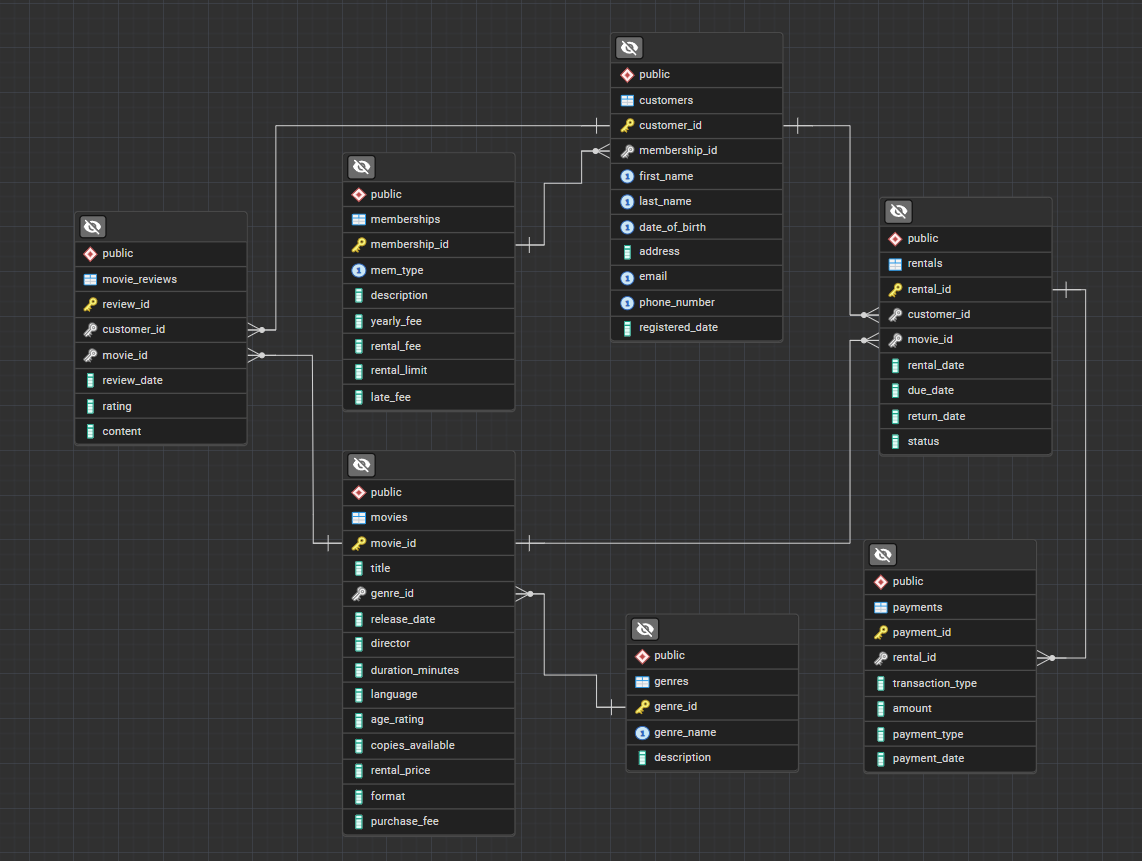 public
movie_reviews
review_id
customer_id
movie_id
review_date
rating
content
public
memberships
membership_id
mem_type
description
yearly_fee
rental_fee
rental_limit
late_fee
public
movies
movie_id
title
genre_id
release_date
director
duration_minutes
language
age_rating
copies_available
rental_price
format
purchase_fee
public
customers
customer_id
membership_id
first_name
last_name
date_of_birth
address
email
phone_number
registered_date
public
genres
genre_id
genre_name
description
public
rentals
rental_id
customer_id
movie_id
rental_date
due_date
return_date
status
public
payments
payment_id
rental_id
transaction_type
amount
payment_type
payment_date